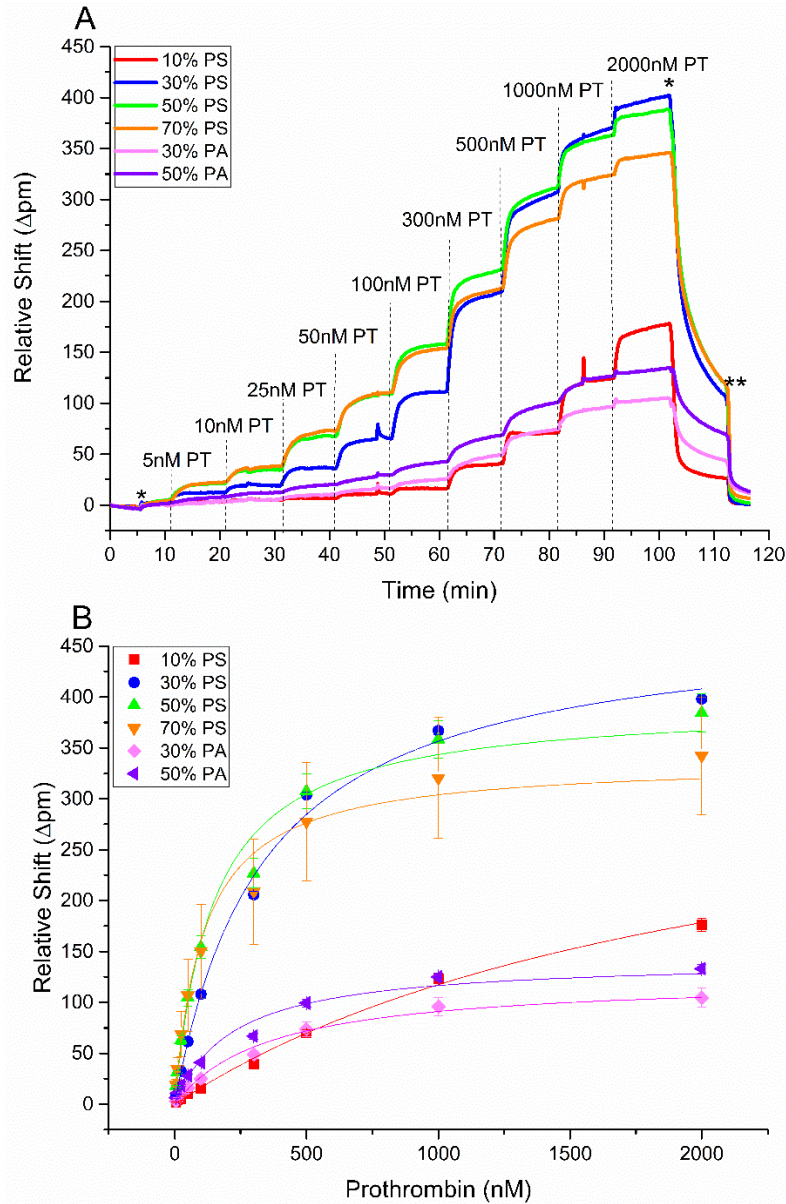 A
450
400
350
300
250
200
150
100
50
0
Relative Shift (Δpm)
10% PS
30% PS
50% PS
70% PS
30% PA
50% PA
5nM PT
10nM PT
25nM PT
50nM PT
100nM PT
300nM PT
500nM PT
1000nM PT
2000nM PT
*
*
**
0 10 20 30 40 50 60 70 80 90 100 110 120
Time (min)
B
450
400
350
300
250
200
150
100
50
0
Relative Shift (Δpm)
10% PS
30% PS
50% PS
70% PS
30% PA
50% PA
0 500 1000 1500 2000
Prothrombin (nM)